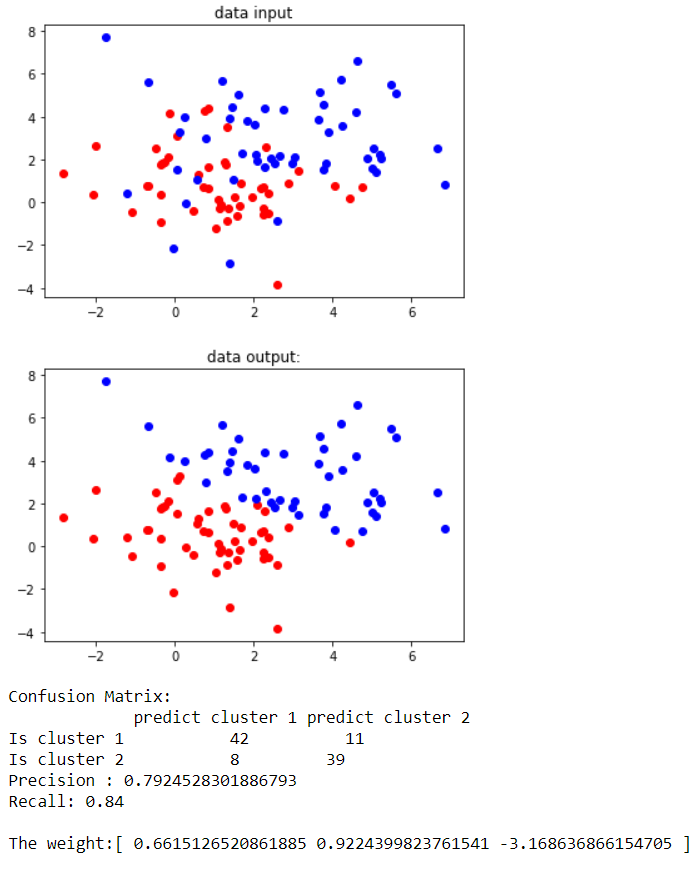 data input
8
6
4
2
0
−2
−4
−2 0 2 4 6
data output:
8
6
4
2
0
−2
−4
−2 0 2 4 6
Confusion Matrix:
predict cluster 1 predict cluster 2
Is cluster 1 42 11
Is cluster 2 8 39
Precision : 0.7924528301886793
Recall: 0.84
The weight:[ 0.6615126520861885 0.9224399823761541 -3.168636866154705 ]